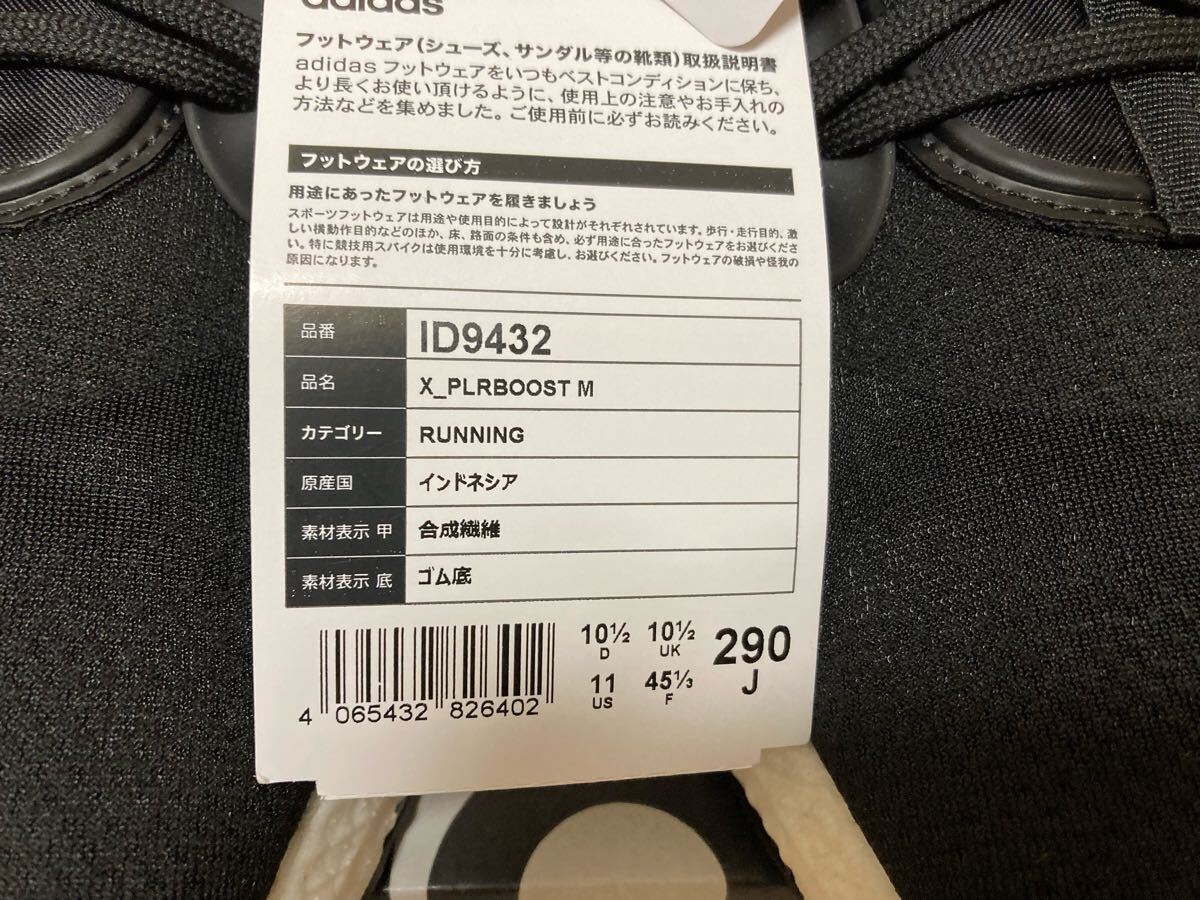 adidas
フットウェア(シューズ、サンダル等の靴類)取扱説明書
adidas フットウェアをいつもベストコンディションに保ち、
より長くお使い頂けるように、使用上の注意やお手入れの
方法などを集めました。ご使用前に必ずお読みください。
フットウェアの選び方
用途にあったフットウェアを履きましょう
スポーツフットウェアは用途や使用目的によって設計がそれぞれされています。歩行・走行目的、激
しい横動作目的などのほか、床、路面の条件も含め、必ず用途に合ったフットウェアをお選びくださ
い。特に競技用スパイクは使用環境を十分に考慮し、お選びください。フットウェアの破損や怪我の
原因になります。
品番 ID9432
品名 X_PLRBOOST M
カテゴリー RUNNING
原産国 インドネシア
素材表示 甲 合成繊維
素材表示 底 ゴム底
10½ 10½ 290
D UK J
11 45⅓
US F
4 065432 826402